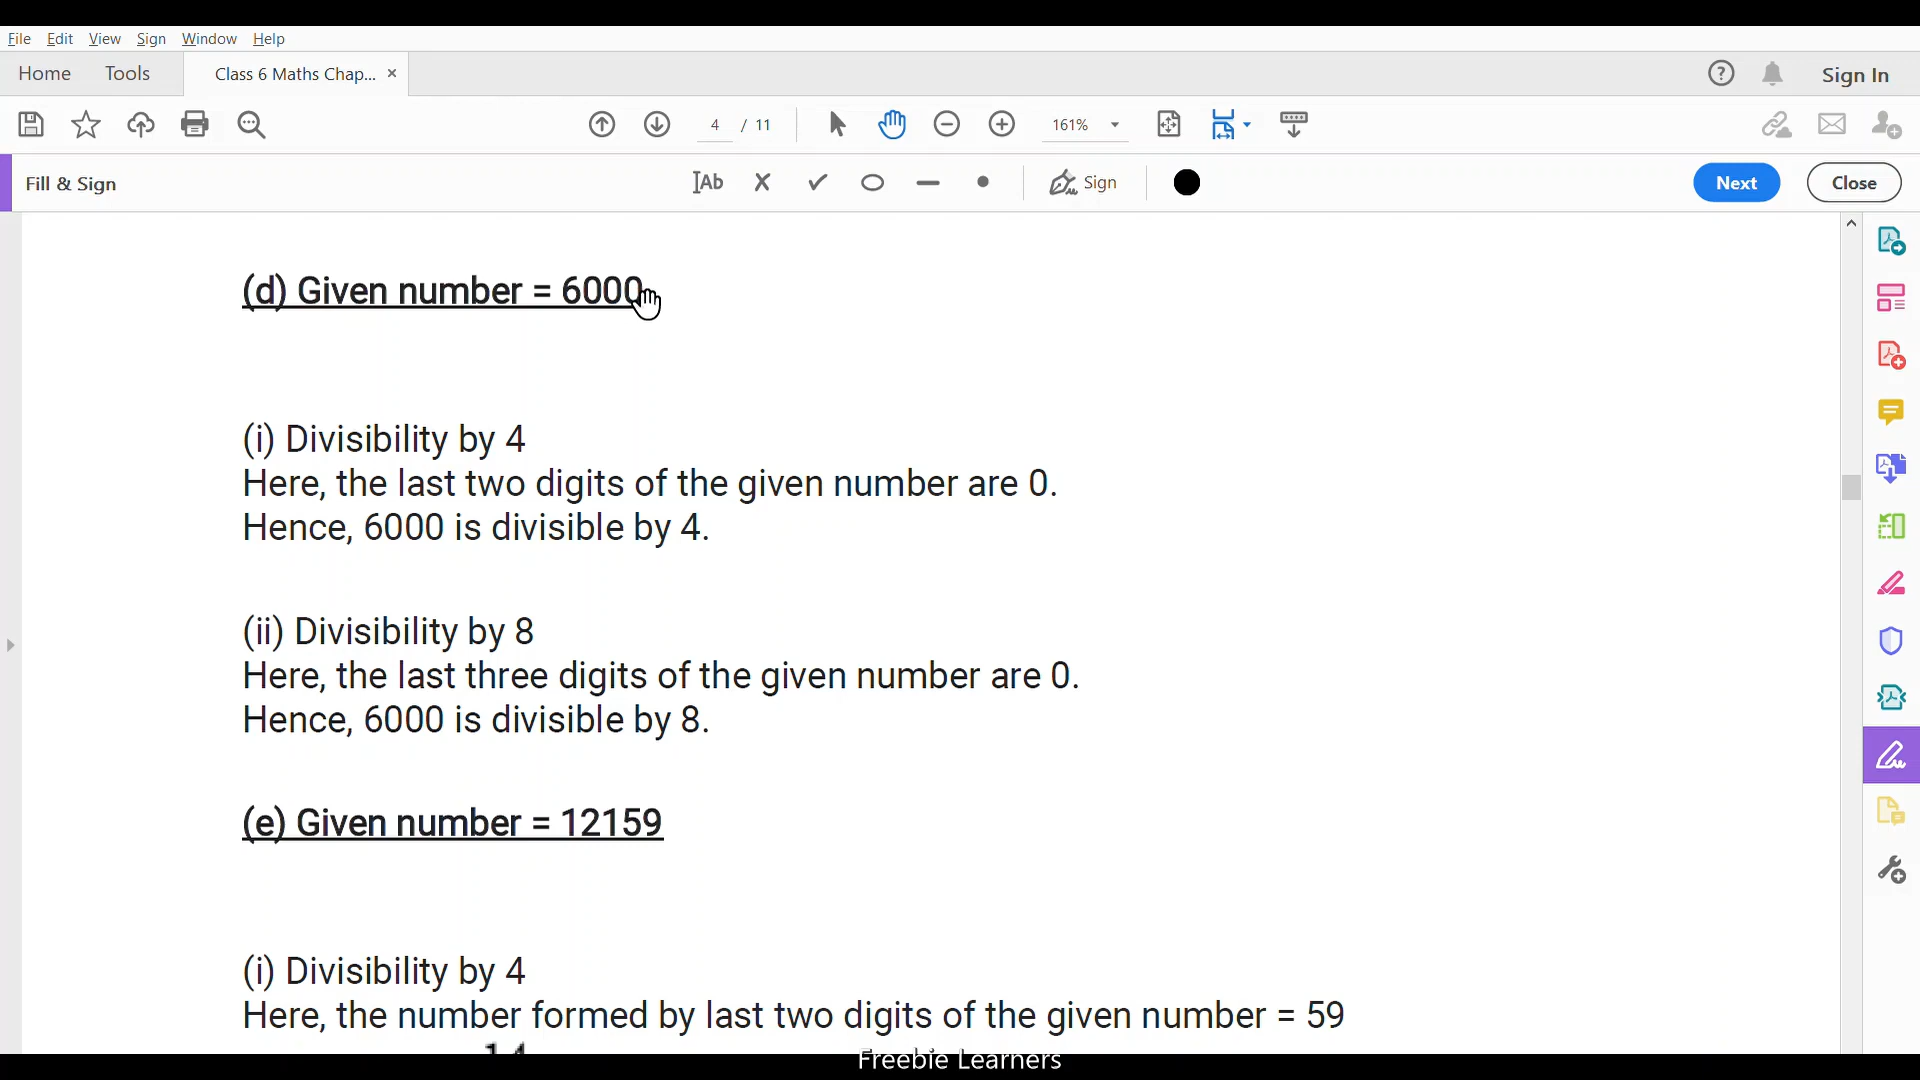 File Edit View Sign Window Help
Home Tools Class 6 Maths Chap... × Sign In
4 / 11 161%
Fill & Sign Ab Sign Next Close
(d) Given number = 6000
(i) Divisibility by 4
Here, the last two digits of the given number are 0.
Hence, 6000 is divisible by 4.
(ii) Divisibility by 8
Here, the last three digits of the given number are 0.
Hence, 6000 is divisible by 8.
(e) Given number = 12159
(i) Divisibility by 4
Here, the number formed by last two digits of the given number = 59
Freebie Learners